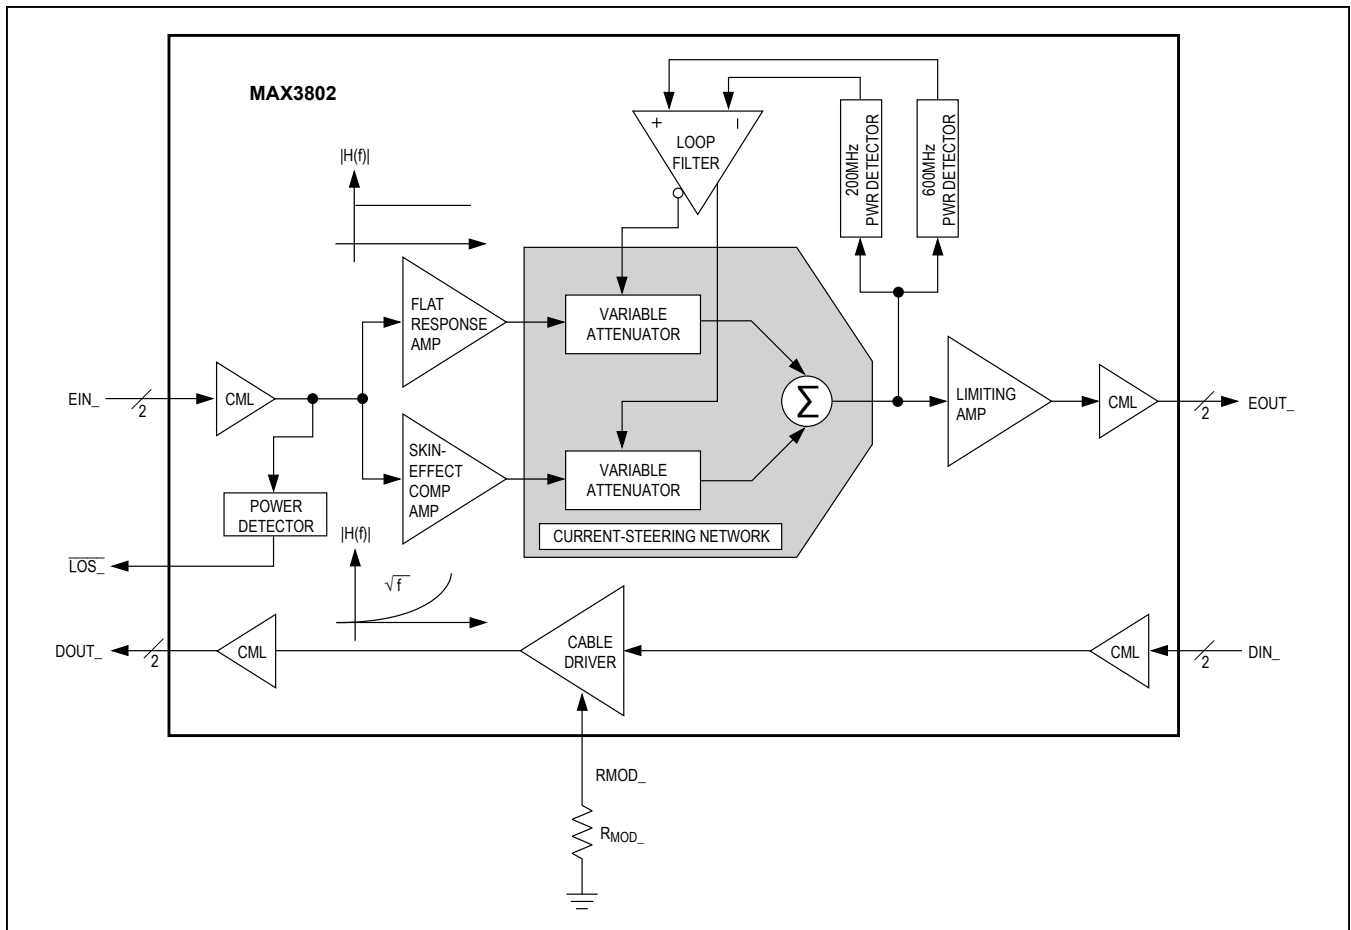 MAX3802
|H(f)|
+
–
LOOP
FILTER
200MHz
PWR DETECTOR
600MHz
PWR DETECTOR
FLAT
RESPONSE
AMP
VARIABLE
ATTENUATOR
EIN_
2
CML
Σ
LIMITING
AMP
CML
2
EOUT_
SKIN-
EFFECT
COMP
AMP
VARIABLE
ATTENUATOR
POWER
DETECTOR
CURRENT-STEERING NETWORK
LOS_
|H(f)|
√f
DOUT_
2
CML
CABLE
DRIVER
CML
2
DIN_
RMOD_
RMOD_